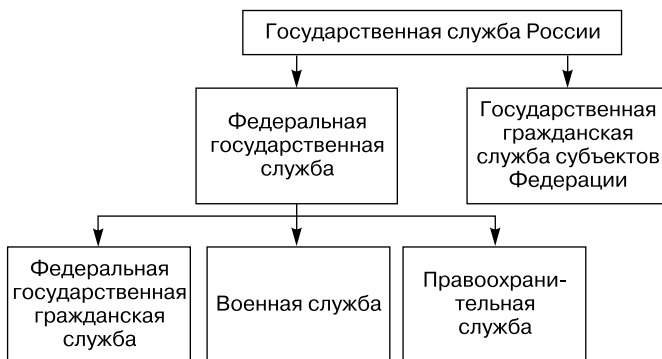 Государственная служба России
Федеральная
государственная
служба
Государственная
гражданская
служба субъектов
Федерации
Федеральная
государственная
гражданская
служба
Военная служба
Правоохрани-
тельная
служба